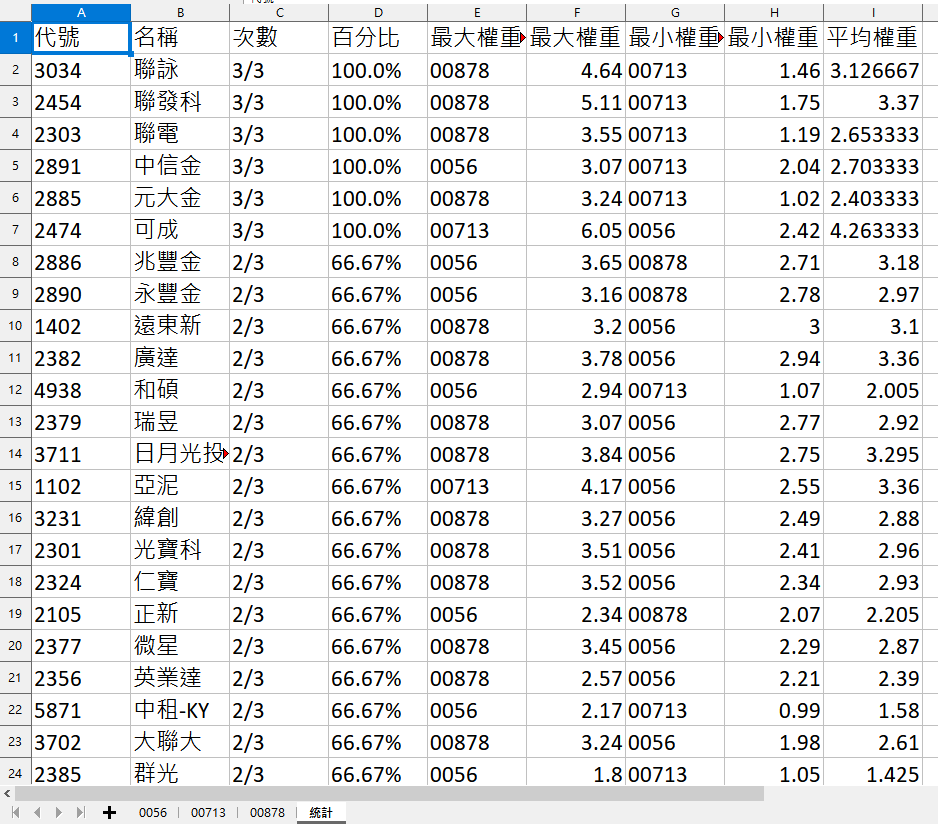 A B C D E F G H I
1 代號 名稱 次數 百分比 最大權重 最大權重 最小權重 最小權重 平均權重
2 3034 聯詠 3/3 100.0% 00878 4.64 00713 1.46 3.126667
3 2454 聯發科 3/3 100.0% 00878 5.11 00713 1.75 3.37
4 2303 聯電 3/3 100.0% 00878 3.55 00713 1.19 2.653333
5 2891 中信金 3/3 100.0% 0056 3.07 00713 2.04 2.703333
6 2885 元大金 3/3 100.0% 00878 3.24 00713 1.02 2.403333
7 2474 可成 3/3 100.0% 00713 6.05 0056 2.42 4.263333
8 2886 兆豐金 2/3 66.67% 0056 3.65 00878 2.71 3.18
9 2890 永豐金 2/3 66.67% 0056 3.16 00878 2.78 2.97
10 1402 遠東新 2/3 66.67% 00878 3.2 0056 3 3.1
11 2382 廣達 2/3 66.67% 00878 3.78 0056 2.94 3.36
12 4938 和碩 2/3 66.67% 0056 2.94 00713 1.07 2.005
13 2379 瑞昱 2/3 66.67% 00878 3.07 0056 2.77 2.92
14 3711 日月光投 2/3 66.67% 00878 3.84 0056 2.75 3.295
15 1102 亞泥 2/3 66.67% 00713 4.17 0056 2.55 3.36
16 3231 緯創 2/3 66.67% 00878 3.27 0056 2.49 2.88
17 2301 光寶科 2/3 66.67% 00878 3.51 0056 2.41 2.96
18 2324 仁寶 2/3 66.67% 00878 3.52 0056 2.34 2.93
19 2105 正新 2/3 66.67% 0056 2.34 00878 2.07 2.205
20 2377 微星 2/3 66.67% 00878 3.45 0056 2.29 2.87
21 2356 英業達 2/3 66.67% 00878 2.57 0056 2.21 2.39
22 5871 中租-KY 2/3 66.67% 0056 2.17 00713 0.99 1.58
23 3702 大聯大 2/3 66.67% 00878 3.24 0056 1.98 2.61
24 2385 群光 2/3 66.67% 0056 1.8 00713 1.05 1.425
0056 00713 00878 統計